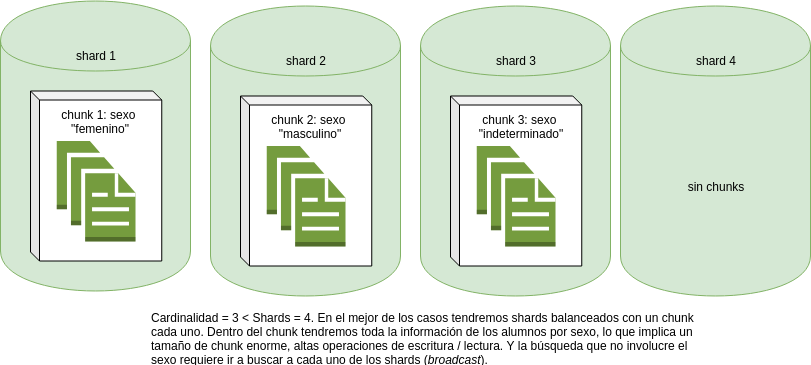 shard 1
shard 2
shard 3
shard 4
chunk 1: sexo
"femenino"
chunk 2: sexo
"masculino"
chunk 3: sexo
"indeterminado"
sin chunks
Cardinalidad = 3 < Shards = 4. En el mejor de los casos tendremos shards balanceados con un chunk
cada uno. Dentro del chunk tendremos toda la información de los alumnos por sexo, lo que implica un
tamaño de chunk enorme, altas operaciones de escritura / lectura. Y la búsqueda que no involucre el
sexo requiere ir a buscar a cada uno de los shards (broadcast).